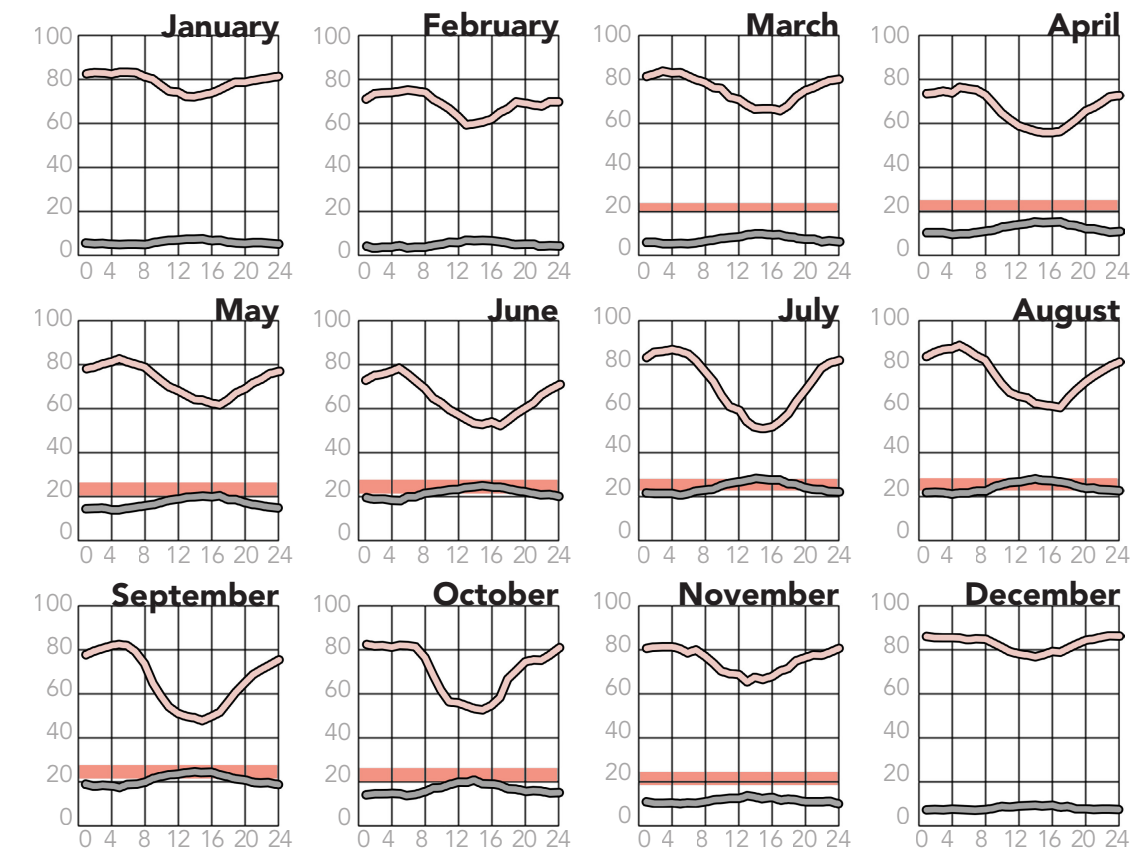 January February March April
100 100 100 100
80 80 80 80
60 60 60 60
40 40 40 40
20 20 20 20
0 0 0 0
0 4 8 12 16 20 24 0 4 8 12 16 20 24 0 4 8 12 16 20 24 0 4 8 12 16 20 24
May June July August
100 100 100 100
80 80 80 80
60 60 60 60
40 40 40 40
20 20 20 20
0 0 0 0
0 4 8 12 16 20 24 0 4 8 12 16 20 24 0 4 8 12 16 20 24 0 4 8 12 16 20 24
September October November December
100 100 100 100
80 80 80 80
60 60 60 60
40 40 40 40
20 20 20 20
0 0 0 0
0 4 8 12 16 20 24 0 4 8 12 16 20 24 0 4 8 12 16 20 24 0 4 8 12 16 20 24